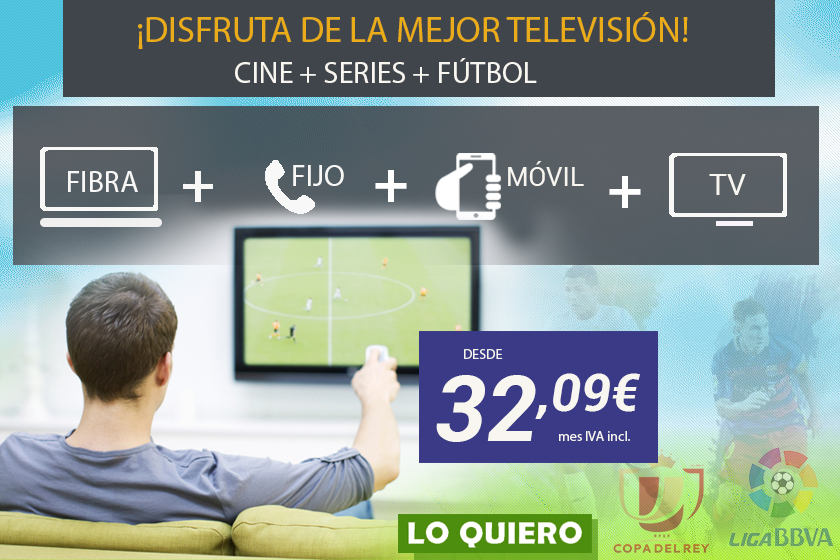 ¡DISFRUTA DE LA MEJOR TELEVISIÓN!
CINE + SERIES + FÚTBOL
FIBRA + FIJO + MÓVIL + TV
DESDE
32,09€
mes IVA incl.
LO QUIERO
COPA DEL REY
LIGA BBVA